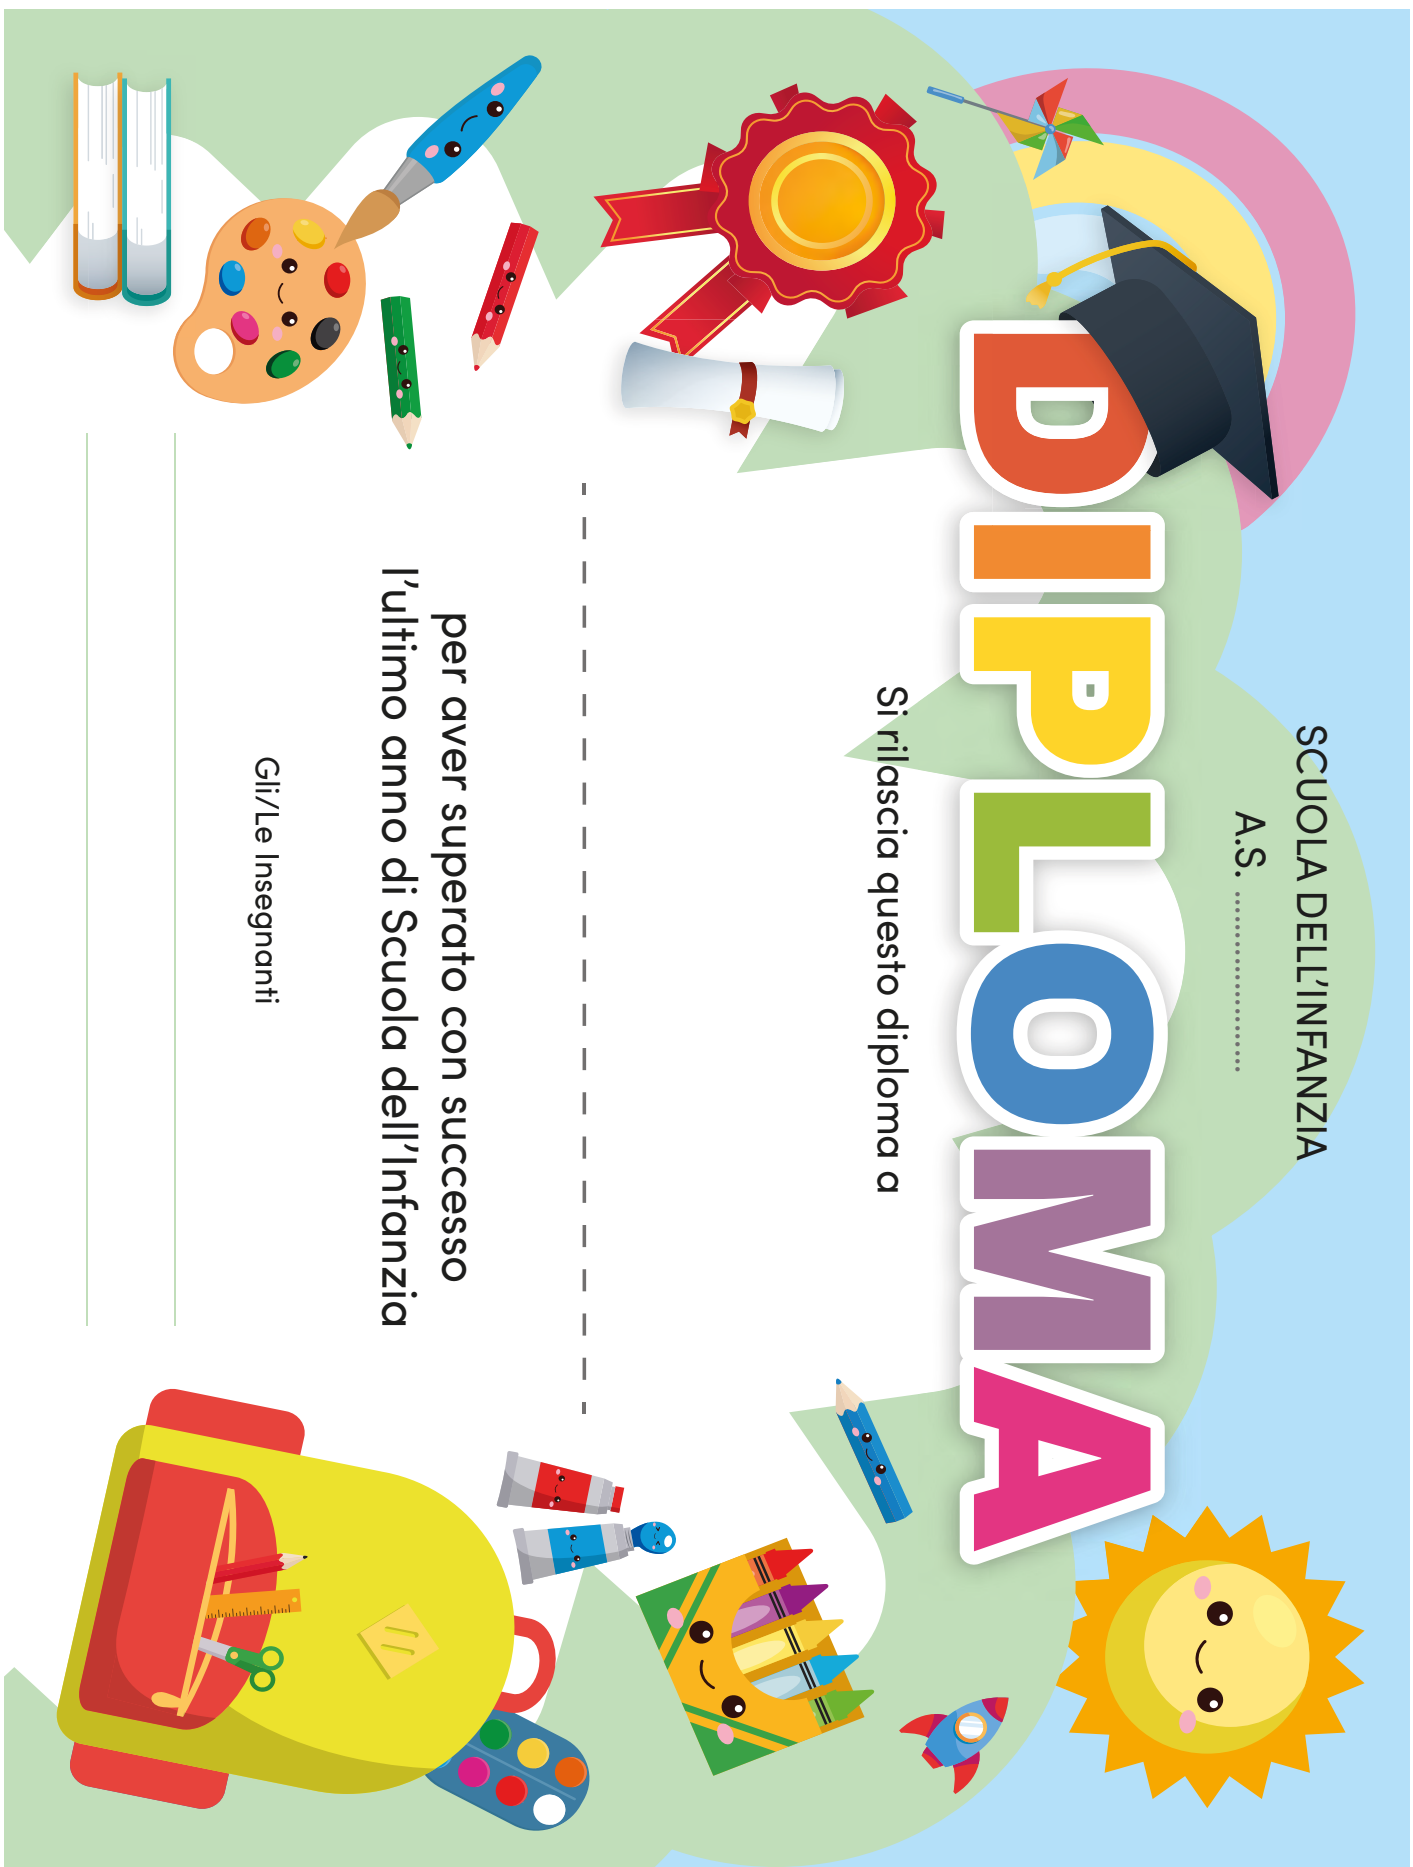 SCUOLA DELL'INFANZIA
A.S. ........................
DIPLOMA
Si rilascia questo diploma a
per aver superato con successo
l'ultimo anno di Scuola dell'Infanzia
Gli/Le Insegnanti